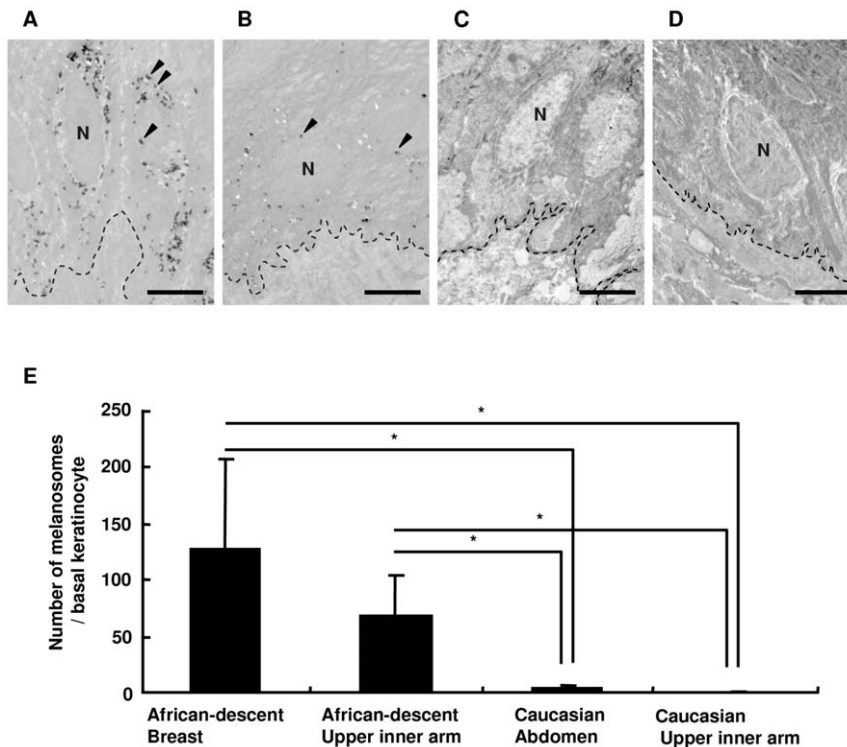 A
B
C
D
N
N
N
N
E
Number of melanosomes
/ basal keratinocyte
250
200
150
100
50
0
*
*
*
*
African-descent
Breast
African-descent
Upper inner arm
Caucasian
Abdomen
Caucasian
Upper inner arm